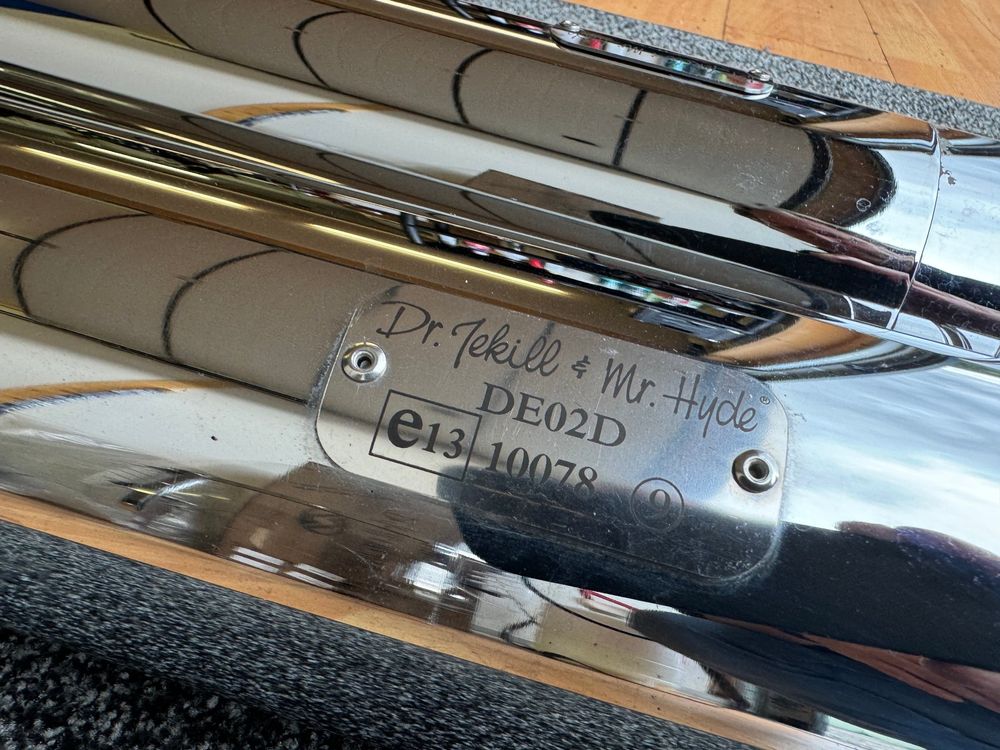 Dr. Jekill & Mr. Hyde®
DE02D
e13 10078 9